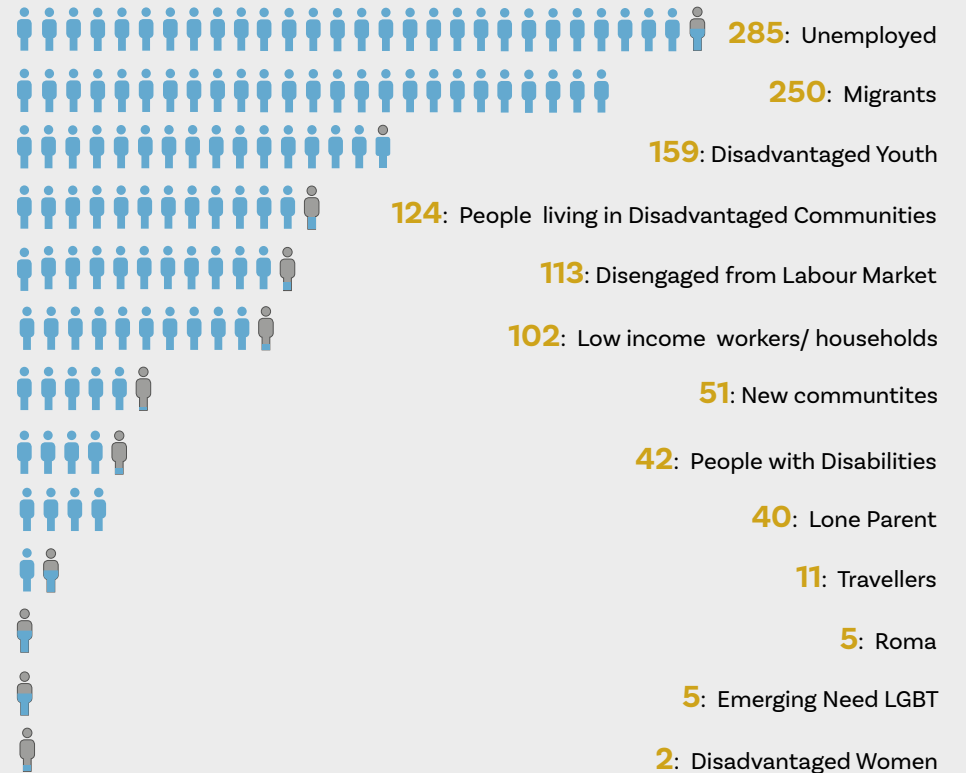 285: Unemployed
250: Migrants
159: Disadvantaged Youth
124: People living in Disadvantaged Communities
113: Disengaged from Labour Market
102: Low income workers/ households
51: New communtites
42: People with Disabilities
40: Lone Parent
11: Travellers
5: Roma
5: Emerging Need LGBT
2: Disadvantaged Women